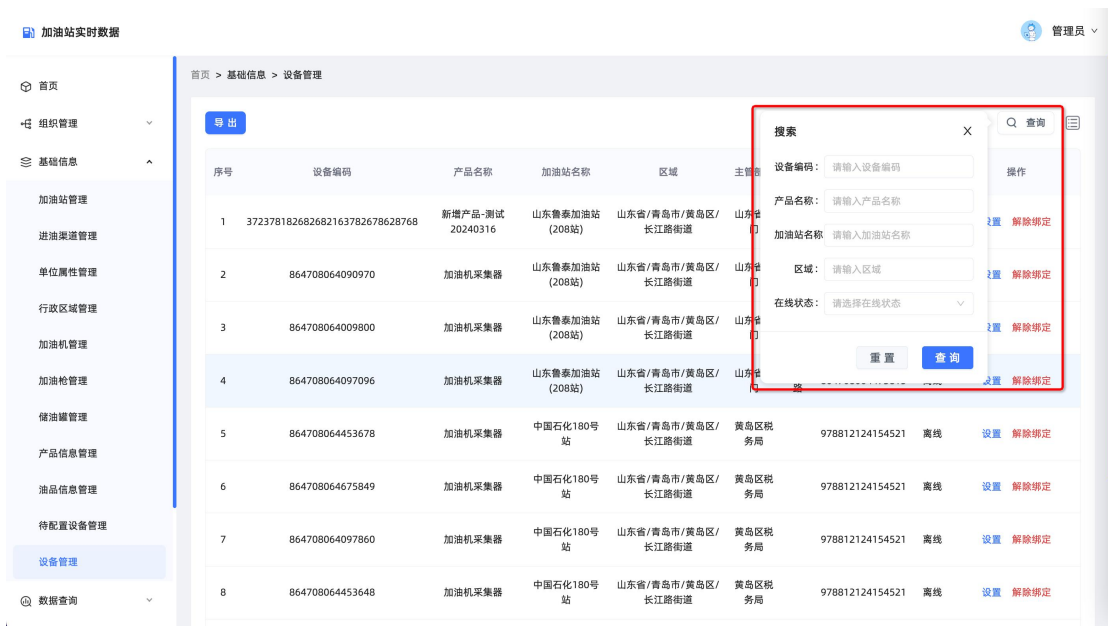 加油站实时数据
管理员
首页
组织管理
基础信息
加油站管理
进油渠道管理
单位属性管理
行政区域管理
加油机管理
加油枪管理
储油罐管理
产品信息管理
油品信息管理
待配置设备管理
设备管理
数据查询
首页 > 基础信息 > 设备管理
导出
查询
序号 设备编码 产品名称 加油站名称 区域 主管 操作
1 372378182682682163782678628768 新增产品-测试 山东鲁泰加油站 山东省/青岛市/黄岛区/ 山东省 设置 解除绑定
20240316 (208站) 长江路街道 门
2 864708064090970 加油机采集器 山东鲁泰加油站 山东省/青岛市/黄岛区/ 山东省 设置 解除绑定
(208站) 长江路街道 门
3 864708064009800 加油机采集器 山东鲁泰加油站 山东省/青岛市/黄岛区/ 山东省 设置 解除绑定
(208站) 长江路街道 门
4 864708064097096 加油机采集器 山东鲁泰加油站 山东省/青岛市/黄岛区/ 山东省 设置 解除绑定
(208站) 长江路街道 门 路
5 864708064453678 加油机采集器 中国石化180号 山东省/青岛市/黄岛区/ 黄岛区税 978812124154521 离线 设置 解除绑定
站 长江路街道 务局
6 864708064675849 加油机采集器 中国石化180号 山东省/青岛市/黄岛区/ 黄岛区税 978812124154521 离线 设置 解除绑定
站 长江路街道 务局
7 864708064097860 加油机采集器 中国石化180号 山东省/青岛市/黄岛区/ 黄岛区税 978812124154521 离线 设置 解除绑定
站 长江路街道 务局
8 864708064453648 加油机采集器 中国石化180号 山东省/青岛市/黄岛区/ 黄岛区税 978812124154521 离线 设置 解除绑定
站 长江路街道 务局
搜索 X
设备编码： 请输入设备编码
产品名称： 请输入产品名称
加油站名称 请输入加油站名称
区域： 请输入区域
在线状态： 请选择在线状态
重置 查询